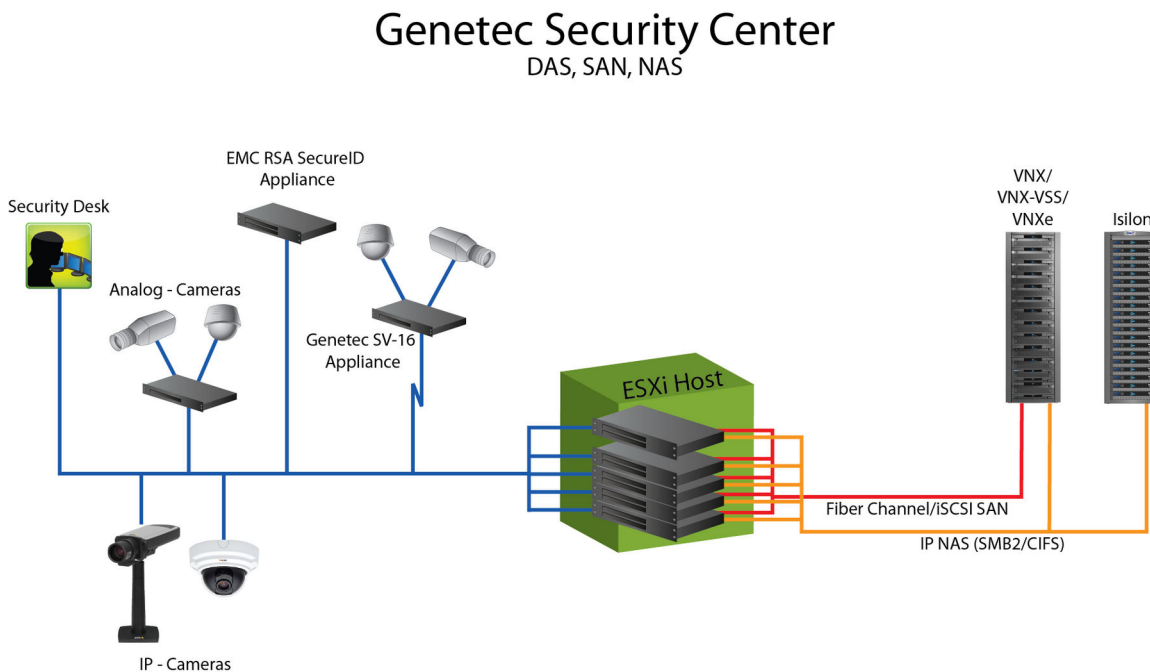 Genetec Security Center
DAS, SAN, NAS
EMC RSA SecureID
Appliance
Security Desk
Analog - Cameras
Genetec SV-16
Appliance
VNX/
VNX-VSS/
VNXe
Isilon
ESXi Host
Fiber Channel/iSCSI SAN
IP NAS (SMB2/CIFS)
IP - Cameras